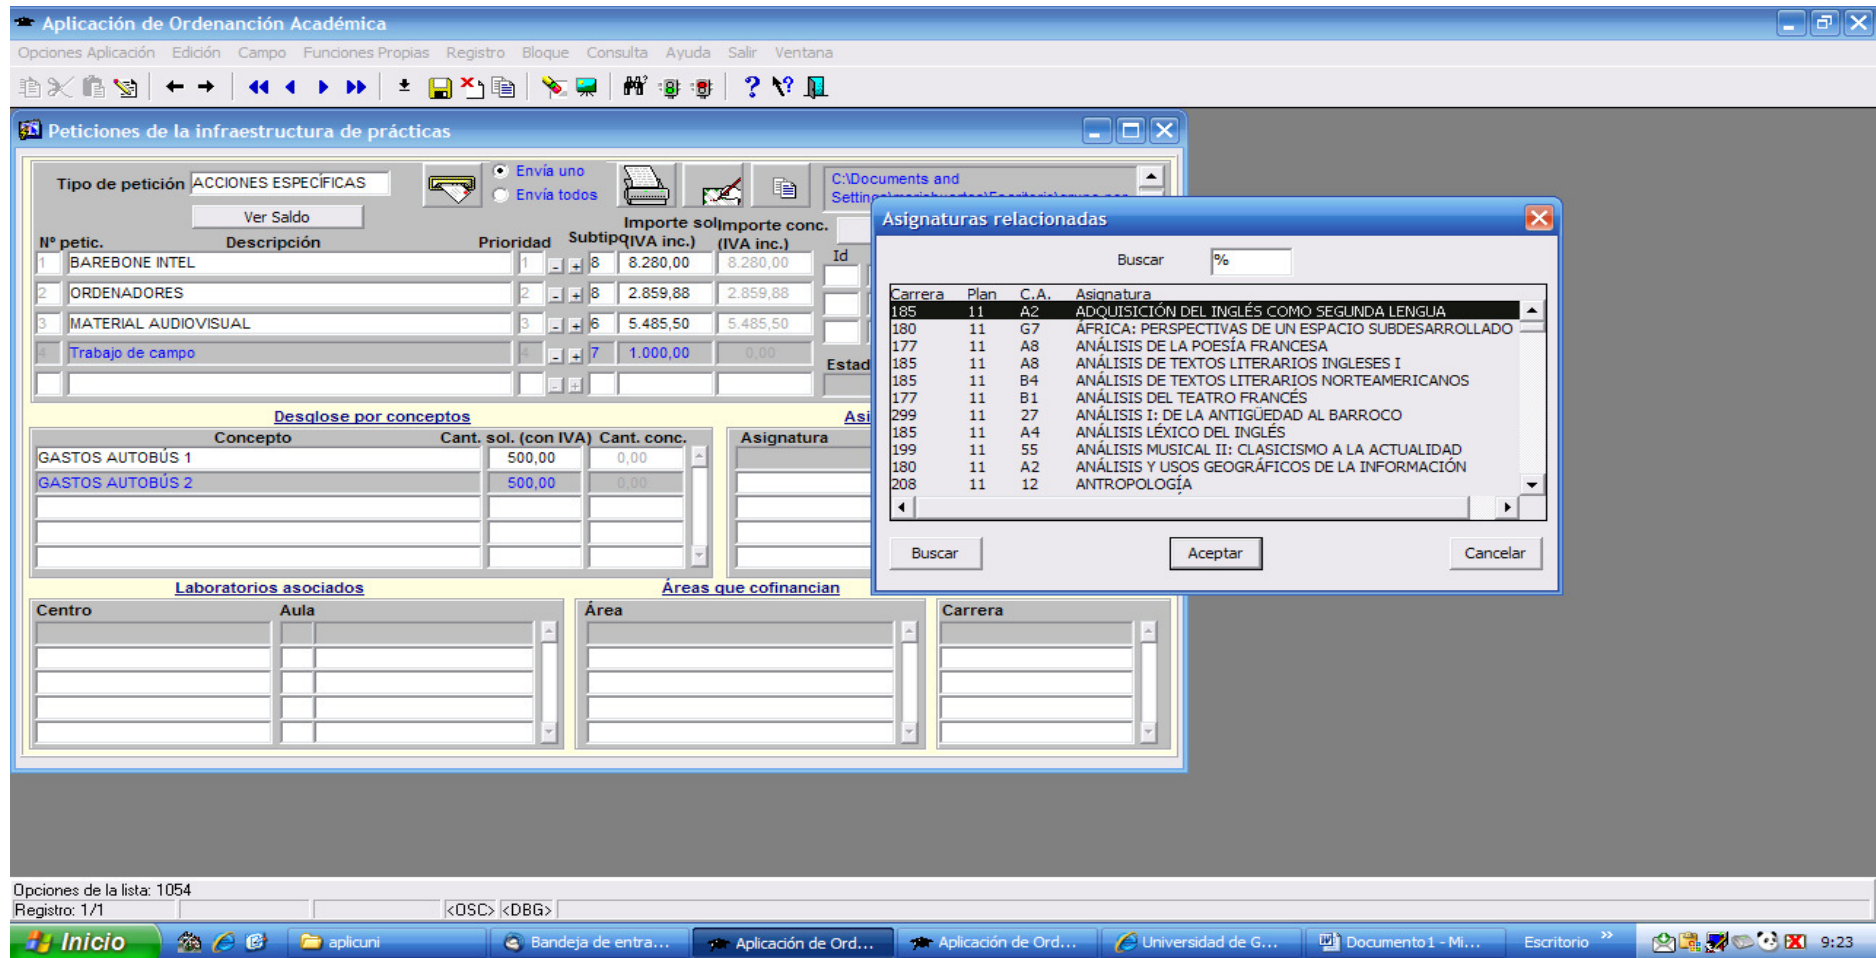 Aplicación de Ordenanción Académica
Opciones Aplicación Edición Campo Funciones Propias Registro Bloque Consulta Ayuda Salir Ventana
Peticiones de la infraestructura de prácticas
Tipo de petición ACCIONES ESPECÍFICAS
Envía uno
Envía todos
C:\Documents and
Ver Saldo
Nº petic. Descripción Prioridad Subtipo Importe sol (IVA inc.) Importe conc. (IVA inc.) Id
1 BAREBONE INTEL 1 - + 8 8.280,00 8.280,00
2 ORDENADORES 2 - + 8 2.859,88 2.859,88
3 MATERIAL AUDIOVISUAL 3 - + 6 5.485,50 5.485,50
4 Trabajo de campo 4 - + 7 1.000,00 0,00
- +
Estad
Desglose por conceptos
Asi
Concepto Cant. sol. (con IVA) Cant. conc. Asignatura
GASTOS AUTOBÚS 1 500,00 0,00
GASTOS AUTOBÚS 2 500,00 0,00
Laboratorios asociados
Áreas que cofinancian
Centro Aula Área Carrera
Asignaturas relacionadas
Buscar %
Carrera Plan C.A. Asignatura
185 11 A2 ADQUISICIÓN DEL INGLÉS COMO SEGUNDA LENGUA
180 11 G7 ÁFRICA: PERSPECTIVAS DE UN ESPACIO SUBDESARROLLADO
177 11 A8 ANÁLISIS DE LA POESÍA FRANCESA
185 11 A8 ANÁLISIS DE TEXTOS LITERARIOS INGLESES I
185 11 B4 ANÁLISIS DE TEXTOS LITERARIOS NORTEAMERICANOS
177 11 B1 ANÁLISIS DEL TEATRO FRANCÉS
299 11 27 ANÁLISIS I: DE LA ANTIGÜEDAD AL BARROCO
185 11 A4 ANÁLISIS LÉXICO DEL INGLÉS
199 11 55 ANÁLISIS MUSICAL II: CLASICISMO A LA ACTUALIDAD
180 11 A2 ANÁLISIS Y USOS GEOGRÁFICOS DE LA INFORMACIÓN
208 11 12 ANTROPOLOGÍA
Buscar Aceptar Cancelar
Opciones de la lista: 1054
Registro: 1/1 <OSC> <DBG>
Inicio aplicuni Bandeja de entra... Aplicación de Ord... Aplicación de Ord... Universidad de G... Documento1 - Mi... Escritorio » 9:23